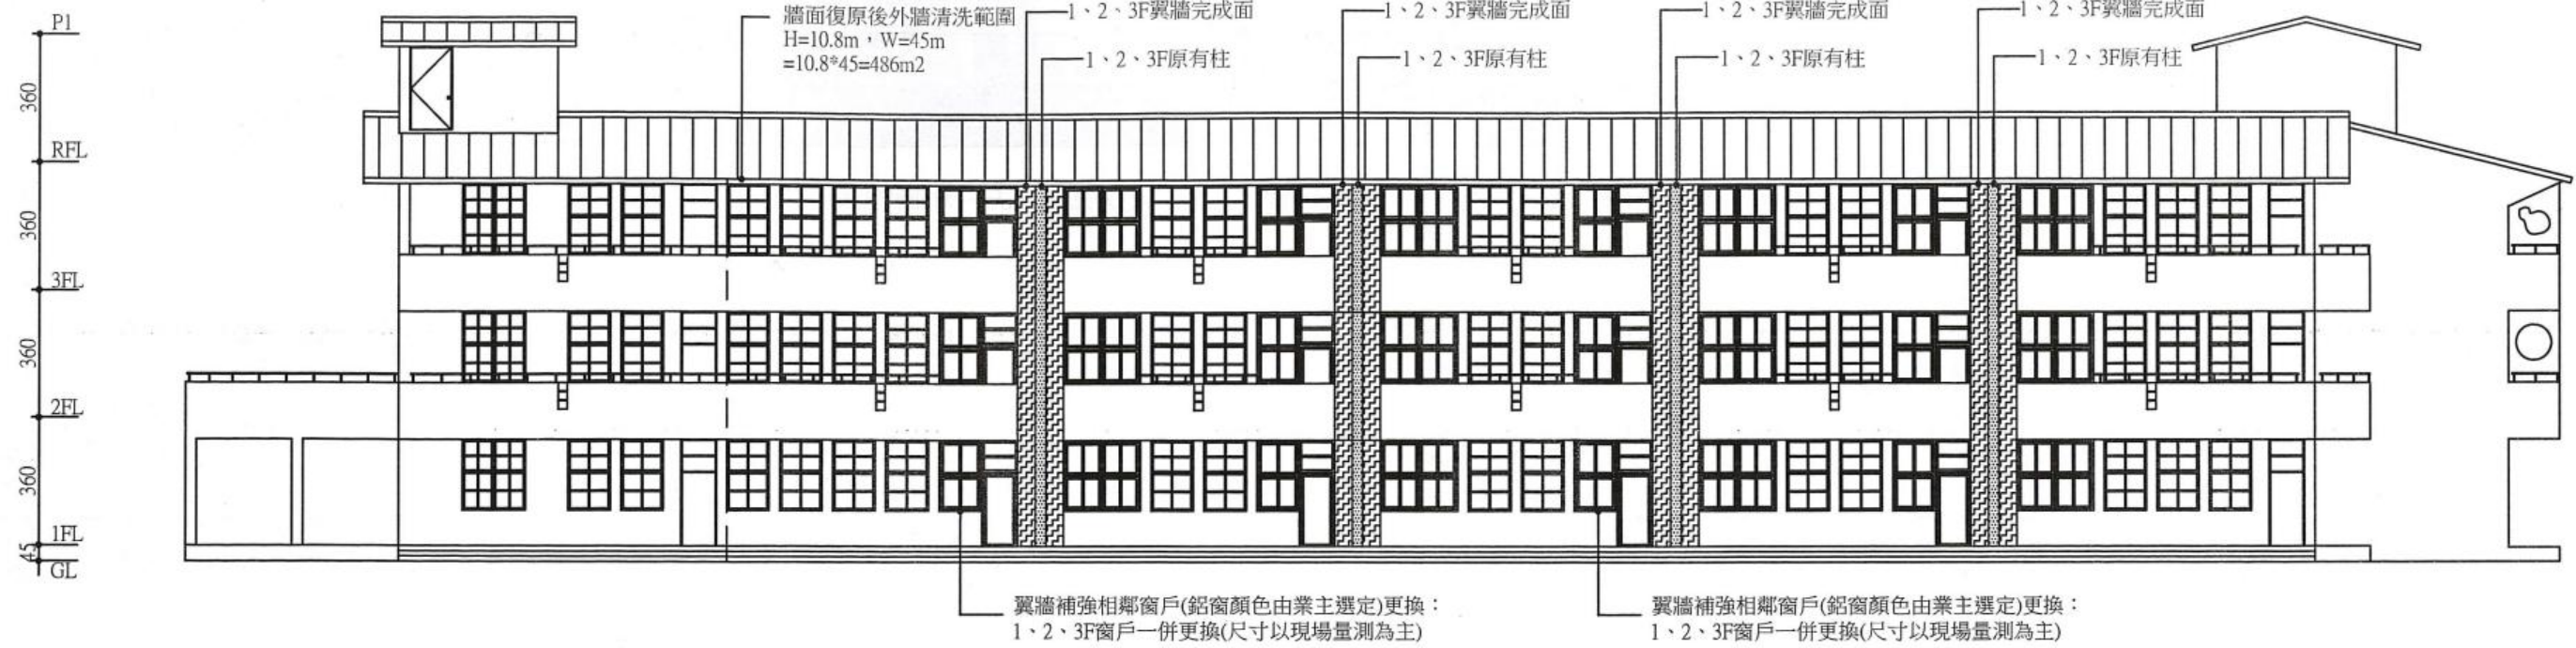 P1
360
RFL
360
3FL
360
2FL
360
1FL
45
GL
牆面復原後外牆清洗範圍
H=10.8m,W=45m
=10.8*45=486m2
1、2、3F翼牆完成面
1、2、3F原有柱
1、2、3F翼牆完成面
1、2、3F原有柱
1、2、3F翼牆完成面
1、2、3F原有柱
1、2、3F翼牆完成面
1、2、3F原有柱
翼牆補強相鄰窗戶(鋁窗顏色由業主選定)更換：
1、2、3F窗戶一併更換(尺寸以現場量測為主)
翼牆補強相鄰窗戶(鋁窗顏色由業主選定)更換：
1、2、3F窗戶一併更換(尺寸以現場量測為主)